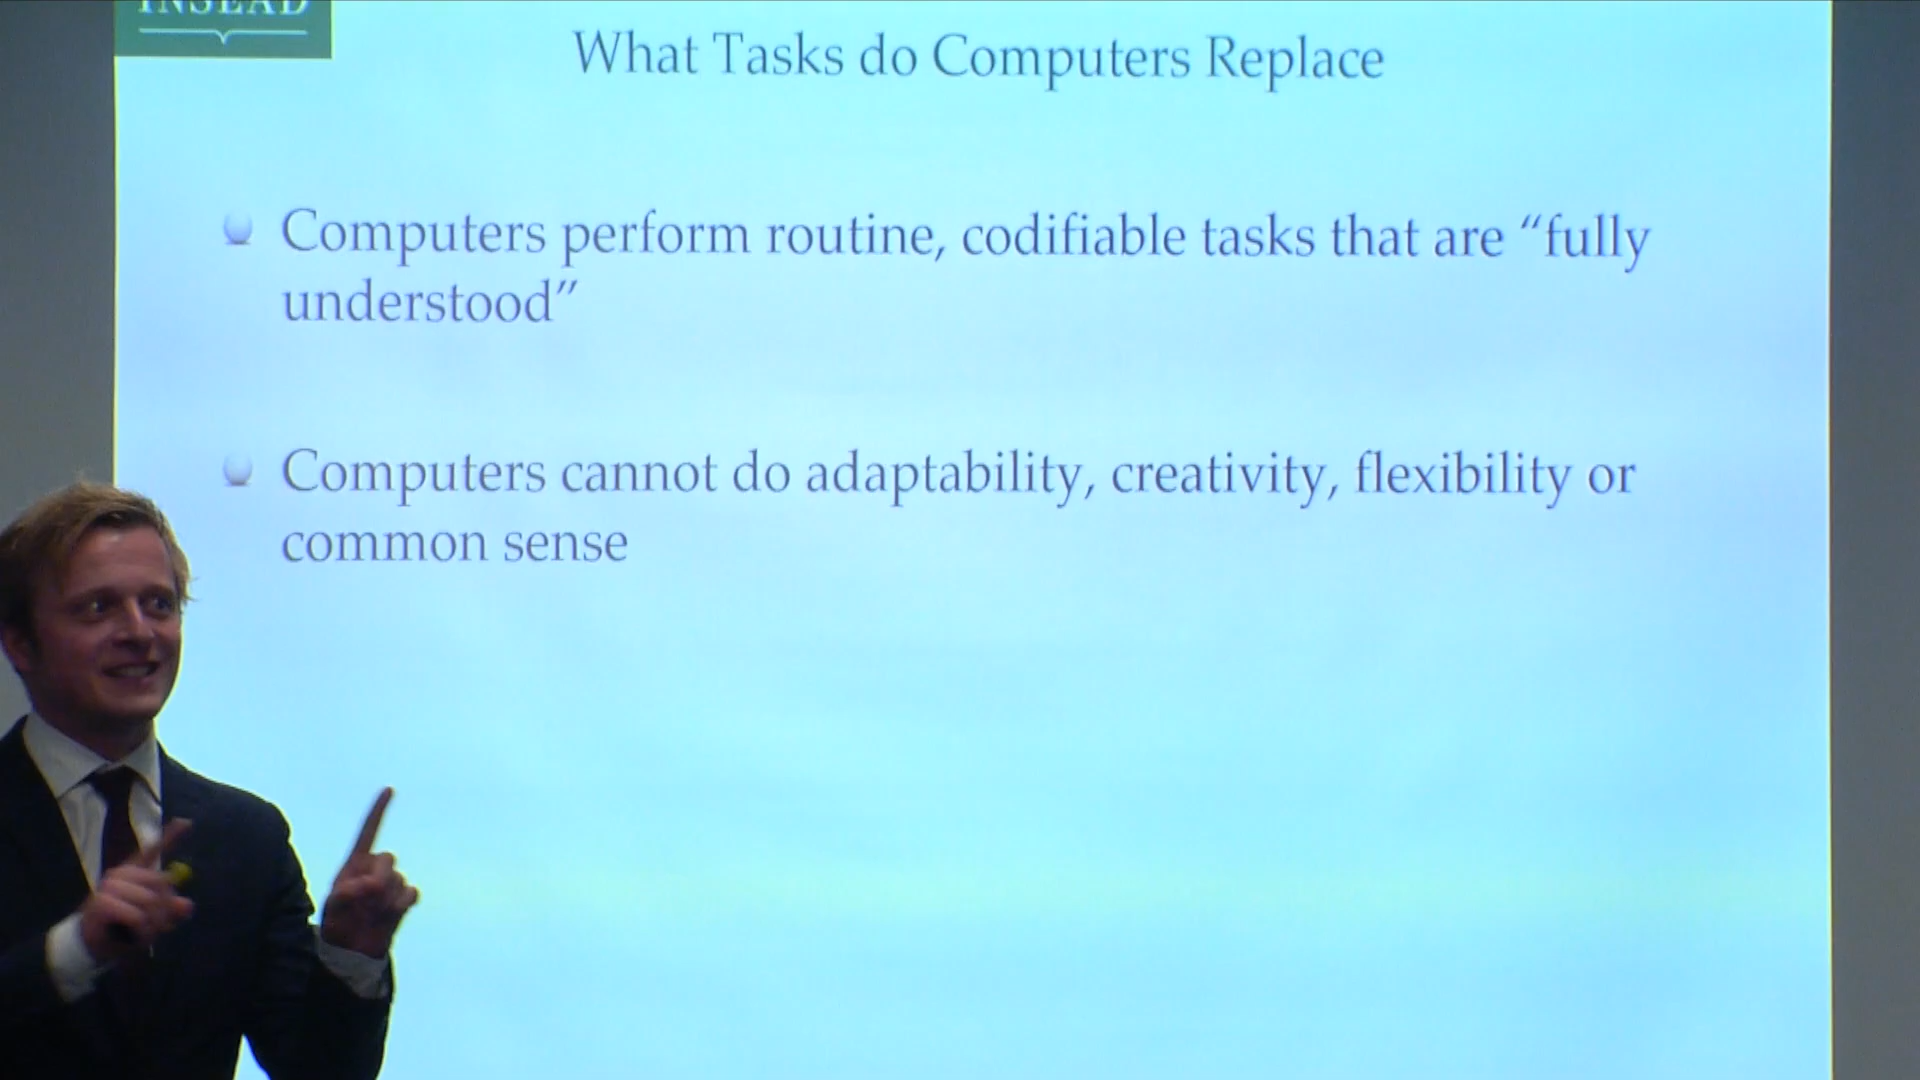 INSEAD
What Tasks do Computers Replace
Computers perform routine, codifiable tasks that are “fully
understood”
Computers cannot do adaptability, creativity, flexibility or
common sense